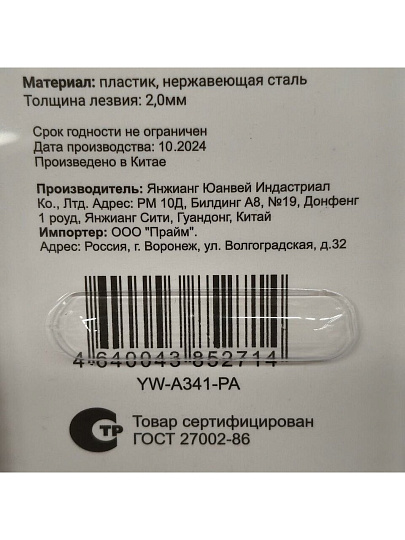 Материал: пластик, нержавеющая сталь
Толщина лезвия: 2,0мм
Срок годности не ограничен
Дата производства: 10.2024
Произведено в Китае
Производитель: Янжианг Юанвей Индастриал
Ко., Лтд. Адрес: РМ 10Д, Билдинг А8, №19, Донфенг
1 роуд, Янжианг Сити, Гуандонг, Китай
Импортер: ООО "Прайм".
Адрес: Россия, г. Воронеж, ул. Волгоградская, д.32
4 640043 852714
YW-A341-PA
СТР
Товар сертифицирован
ГОСТ 27002-86